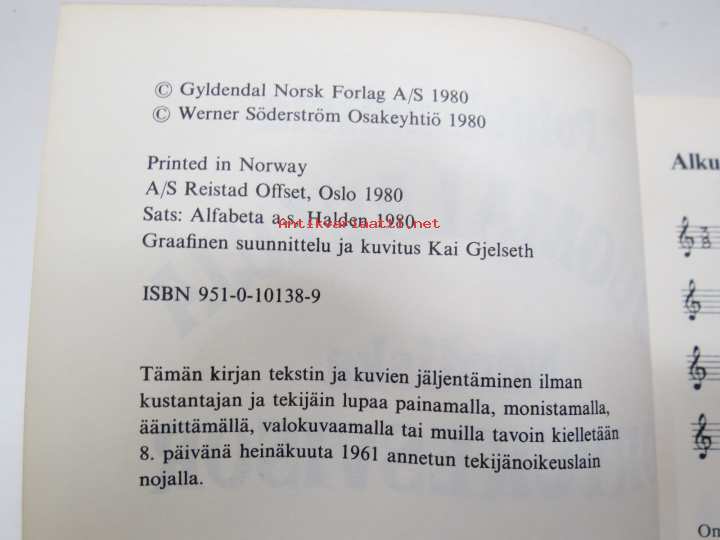 © Gyldendal Norsk Forlag A/S 1980
© Werner Söderström Osakeyhtiö 1980
Printed in Norway
A/S Reistad Offset, Oslo 1980
Sats: Alfabeta a.s, Halden 1980
antikvariaatto.net
Graafinen suunnittelu ja kuvitus Kai Gjelseth
ISBN 951-0-10138-9
Tämän kirjan tekstin ja kuvien jäljentäminen ilman
kustantajan ja tekijäin lupaa painamalla, monistamalla,
äänittämällä, valokuvaamalla tai muilla tavoin kielletään
8. päivänä heinäkuuta 1961 annetun tekijänoikeuslain
nojalla.
Alku